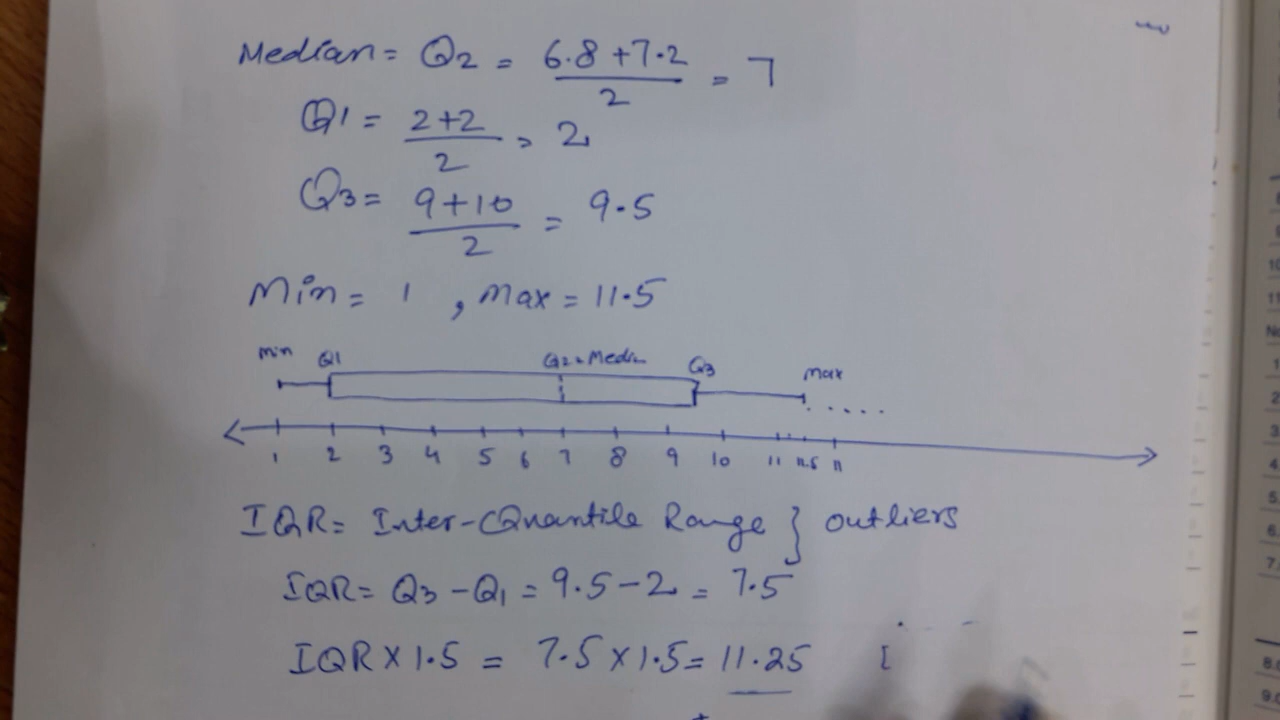 Median = Q2 = 6.8 + 7.2 / 2 = 7
Q1 = 2+2 / 2 = 2
Q3 = 9+10 / 2 = 9.5
Min = 1 , Max = 11.5
min Q1 Q2 = Median Q3 Max
1 2 3 4 5 6 7 8 9 10 11 11.5 11
IQR = Inter-Quantile Range } outliers
IQR = Q3 - Q1 = 9.5 - 2 = 7.5
IQR X 1.5 = 7.5 X 1.5 = 11.25 [